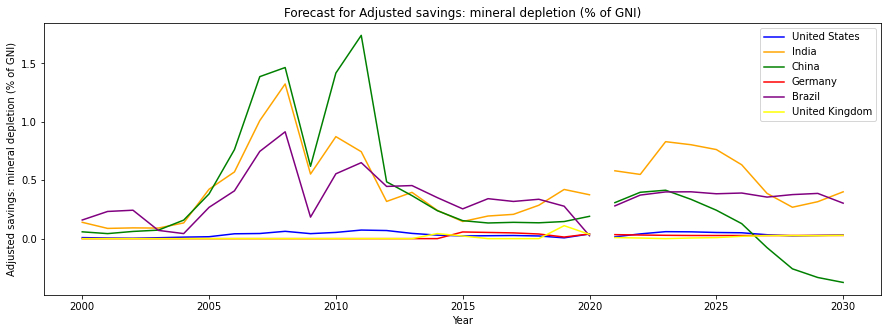 Forecast for Adjusted savings: mineral depletion (% of GNI)
Adjusted savings: mineral depletion (% of GNI)
1.5
1.0
0.5
0.0
United States
India
China
Germany
Brazil
United Kingdom
2000
2005
2010
2015
2020
2025
2030
Year